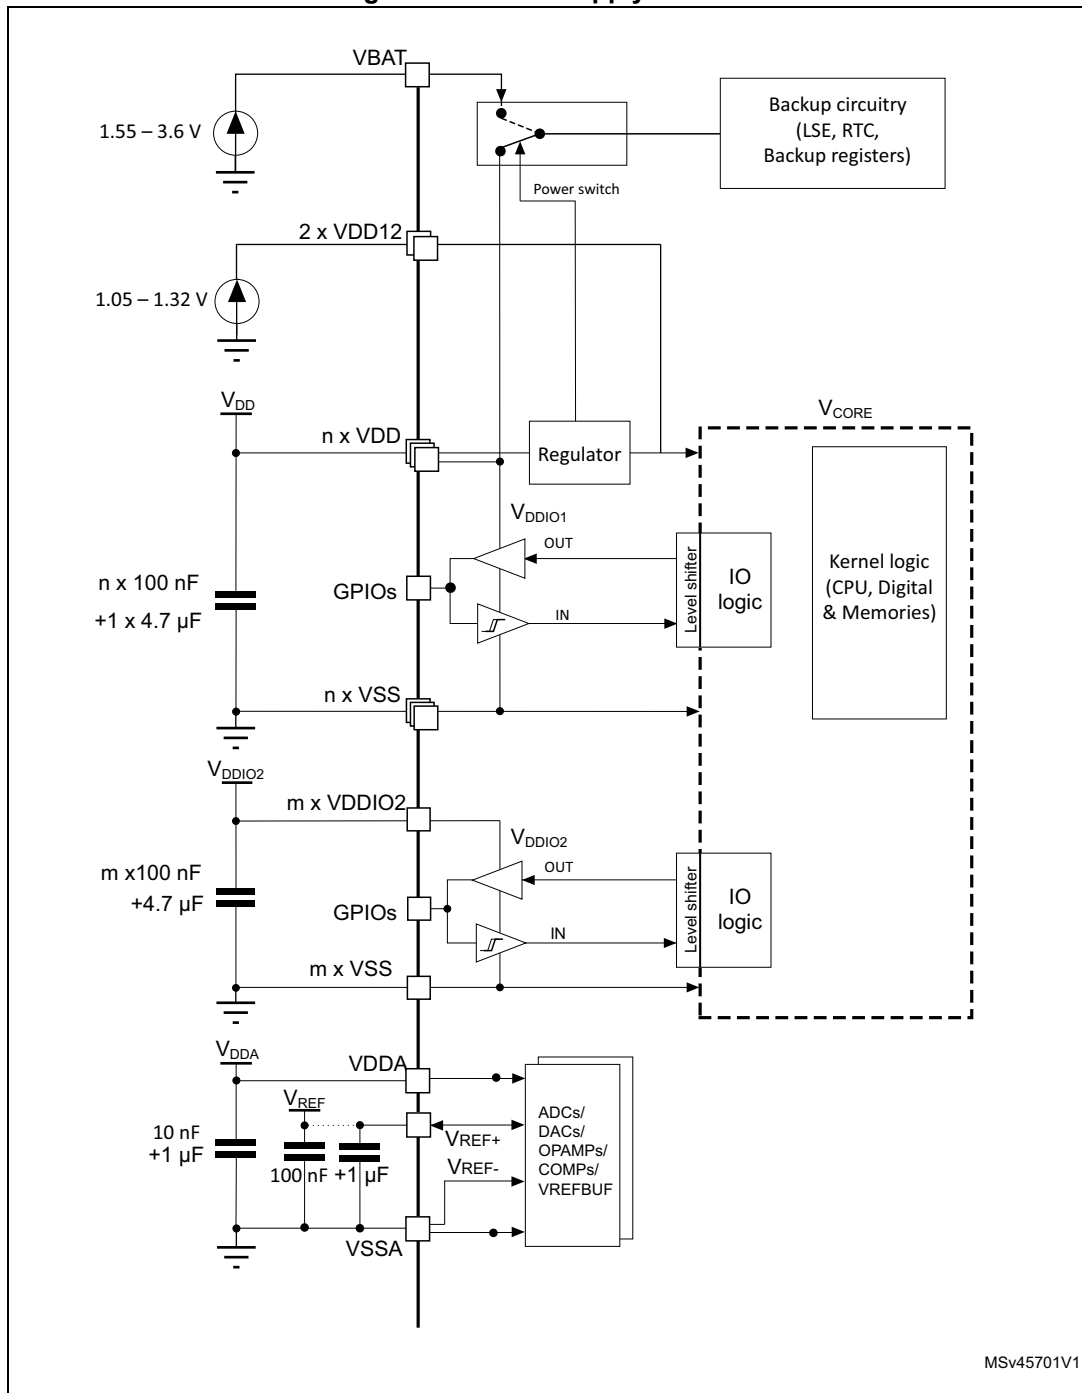 VBAT
1.55 – 3.6 V
Backup circuitry
(LSE, RTC,
Backup registers)
Power switch
2 x VDD12
1.05 – 1.32 V
VDD
n x VDD
Regulator
VCORE
VDDIO1
OUT
n x 100 nF
+1 x 4.7 µF
GPIOs
IN
Level shifter
IO
logic
Kernel logic
(CPU, Digital
& Memories)
n x VSS
VDDIO2
m x VDDIO2
VDDIO2
OUT
m x100 nF
+4.7 µF
GPIOs
IN
Level shifter
IO
logic
m x VSS
VDDA
VDDA
VREF
10 nF
+1 µF
100 nF
+1 µF
VREF+
VREF-
ADCs/
DACs/
OPAMPs/
COMPs/
VREFBUF
VSSA
MSv45701V1